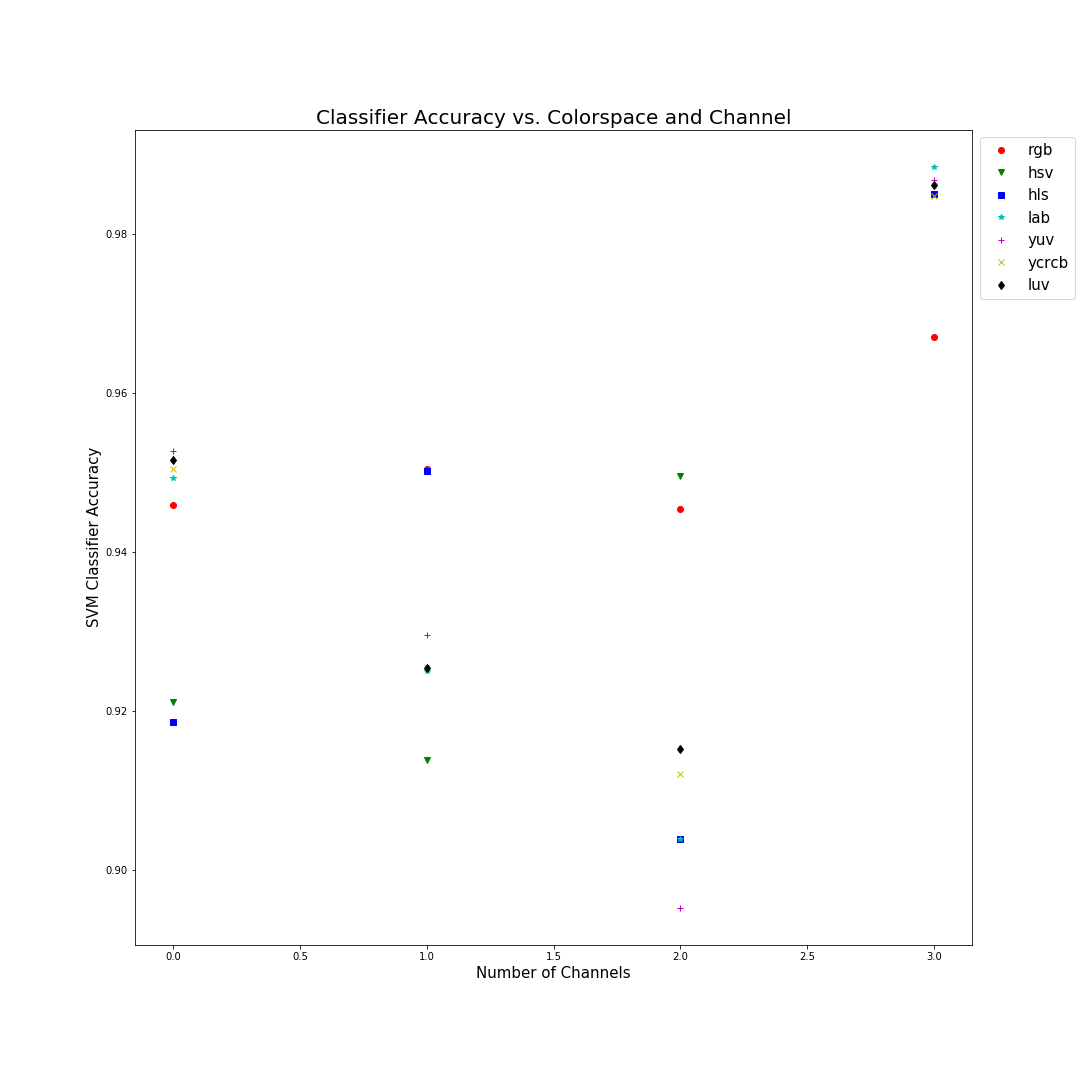 Classifier Accuracy vs. Colorspace and Channel
rgb
hsv
hls
lab
yuv
ycrcb
luv
0.98
0.96
0.94
0.92
0.90
SVM Classifier Accuracy
0.0 0.5 1.0 1.5 2.0 2.5 3.0
Number of Channels